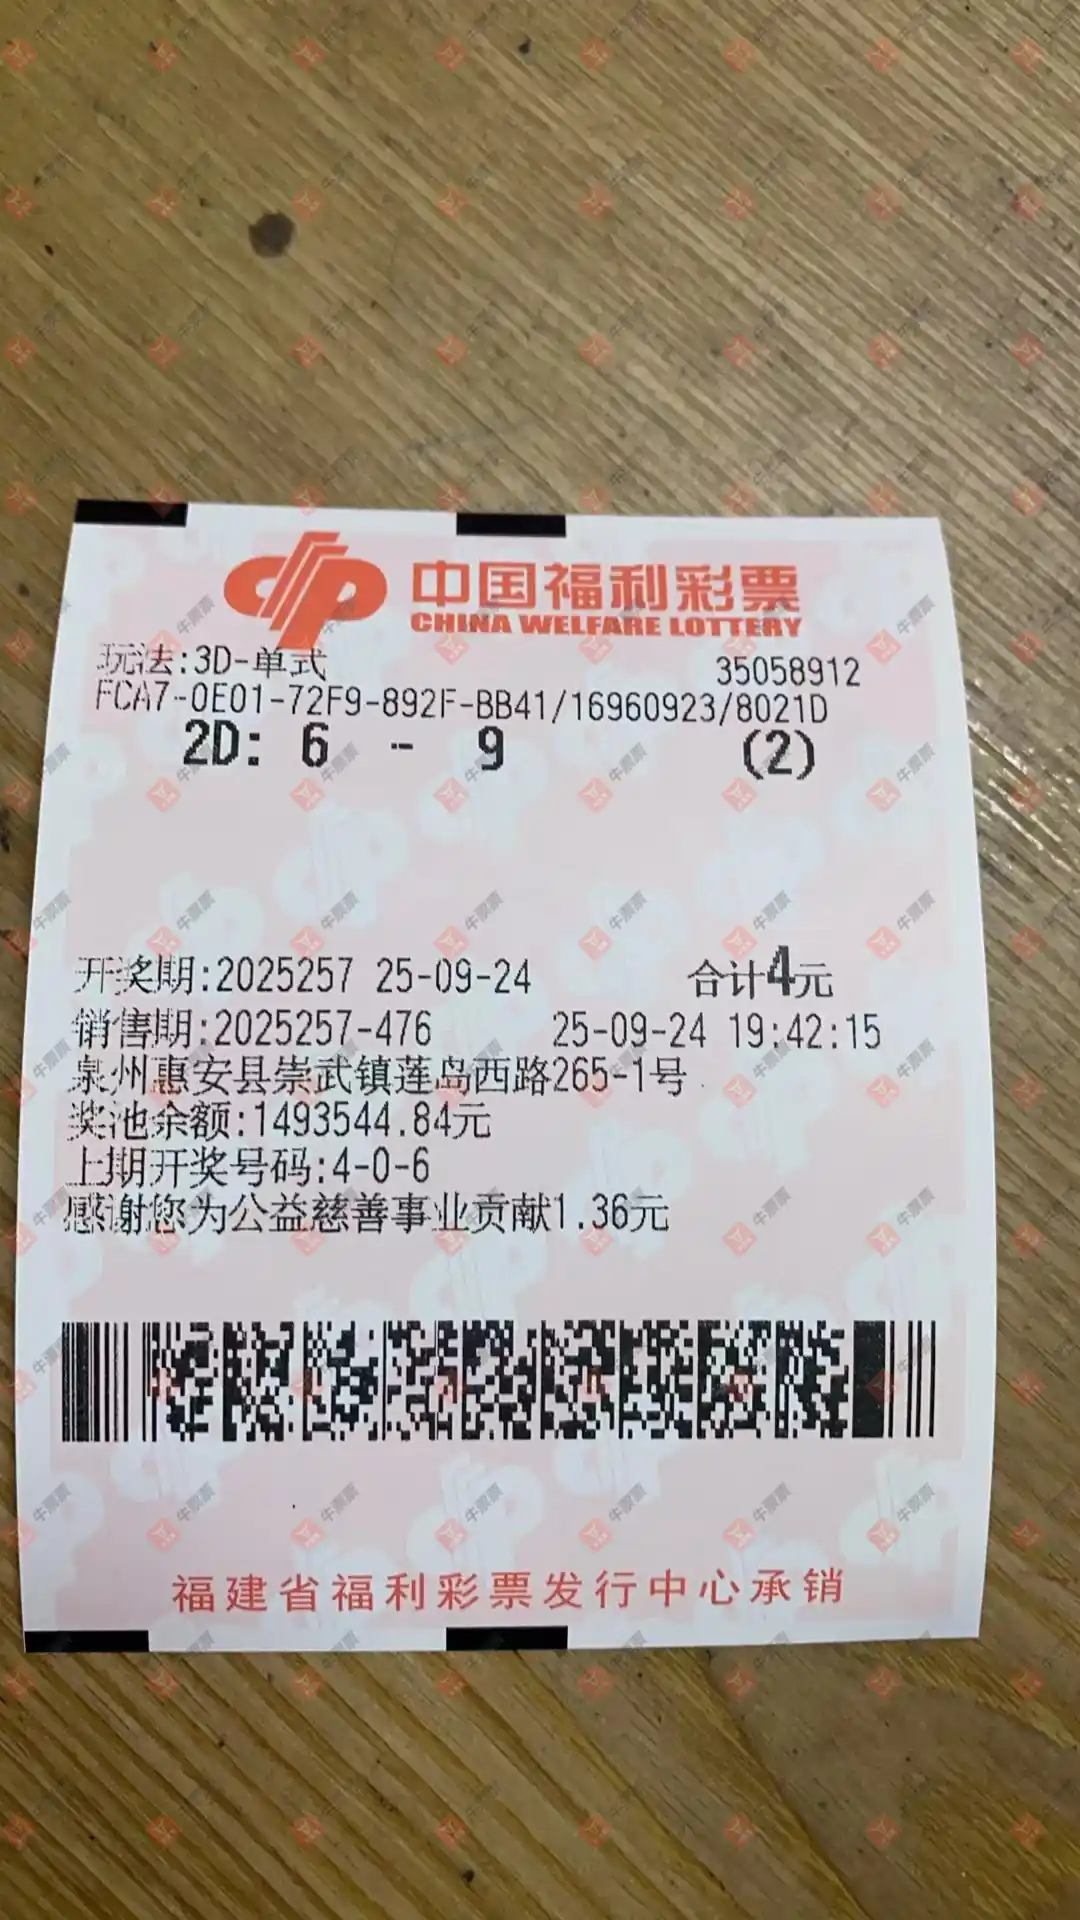 中国福利彩票
CHINA WELFARE LOTTERY
玩法:3D-单式 35058912
FCA7-0E01-72F9-892F-BB41/16960923/8021D
2D: 6 - 9 (2)
开奖期:2025257 25-09-24 合计4元
销售期:2025257-476 25-09-24 19:42:15
泉州惠安县崇武镇莲岛西路265-1号
奖池余额:1493544.84元
上期开奖号码:4-0-6
感谢您为公益慈善事业贡献1.36元
福建省福利彩票发行中心承销
牛票票